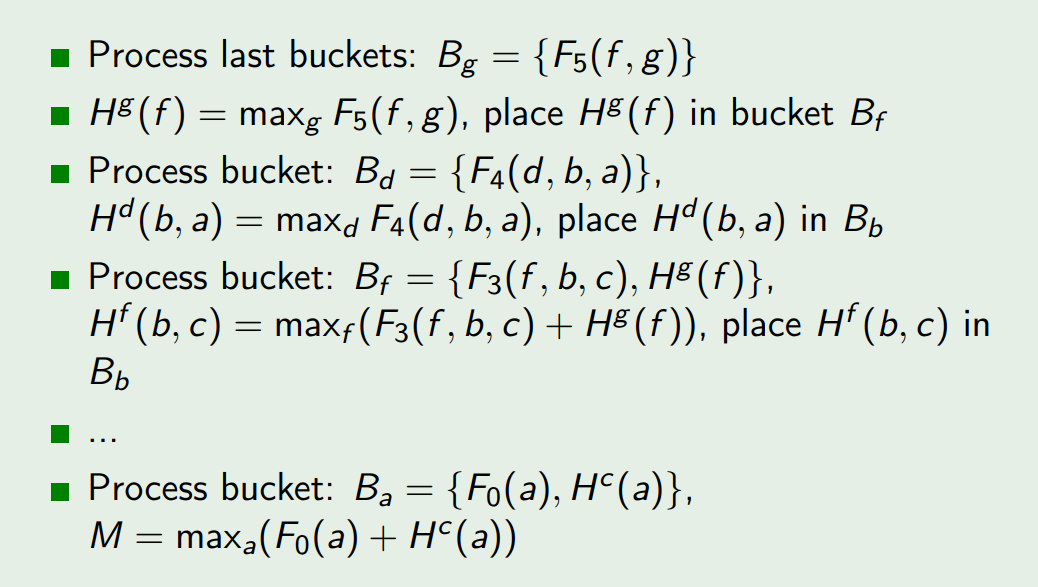 ■ Process last buckets: B_g = {F_5(f, g)}
■ H^g(f) = max_g F_5(f, g), place H^g(f) in bucket B_f
■ Process bucket: B_d = {F_4(d, b, a)},
H^d(b, a) = max_d F_4(d, b, a), place H^d(b, a) in B_b
■ Process bucket: B_f = {F_3(f, b, c), H^g(f)},
H^f(b, c) = max_f(F_3(f, b, c) + H^g(f)), place H^f(b, c) in
B_b
■ ...
■ Process bucket: B_a = {F_0(a), H^c(a)},
M = max_a(F_0(a) + H^c(a))